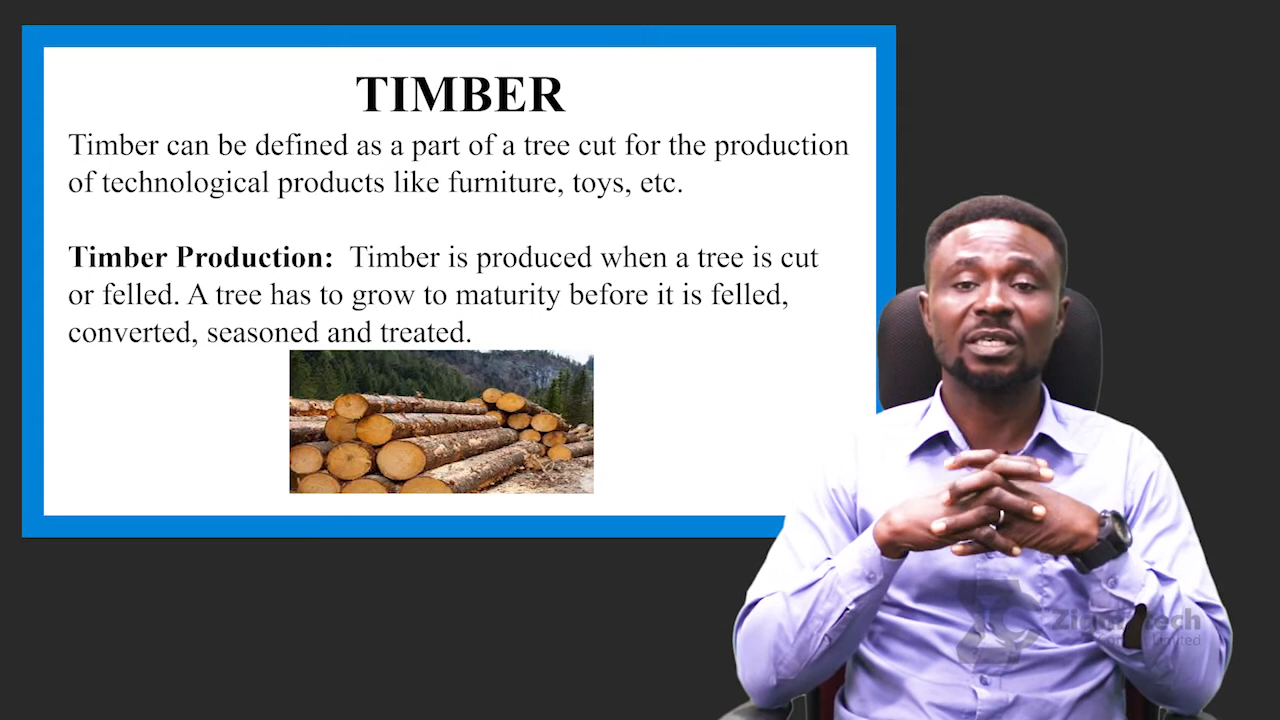 TIMBER
Timber can be defined as a part of a tree cut for the production
of technological products like furniture, toys, etc.
Timber Production: Timber is produced when a tree is cut
or felled. A tree has to grow to maturity before it is felled,
converted, seasoned and treated.
tech
Limited